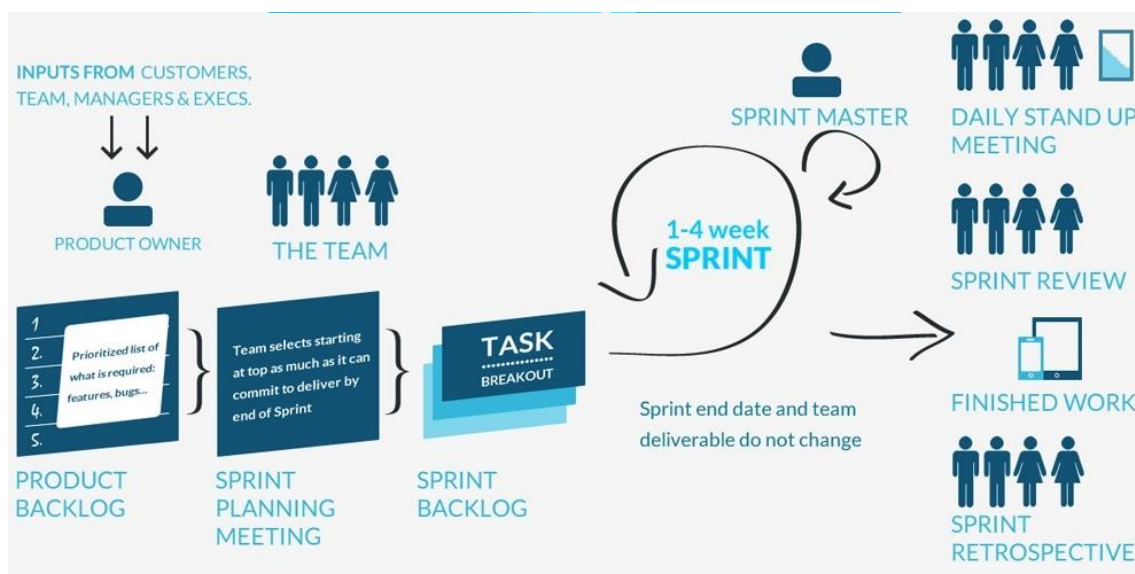 INPUTS FROM CUSTOMERS,
TEAM, MANAGERS & EXECS.
PRODUCT OWNER
THE TEAM
1
2.
3.
4.
5.
Prioritized list of
what is required:
features, bugs...
PRODUCT
BACKLOG
Team selects starting
at top as much as it can
commit to deliver by
end of Sprint
SPRINT
PLANNING
MEETING
TASK
BREAKOUT
SPRINT
BACKLOG
1-4 week
SPRINT
SPRINT MASTER
Sprint end date and team
deliverable do not change
DAILY STAND UP
MEETING
SPRINT REVIEW
FINISHED WORK
SPRINT
RETROSPECTIVE